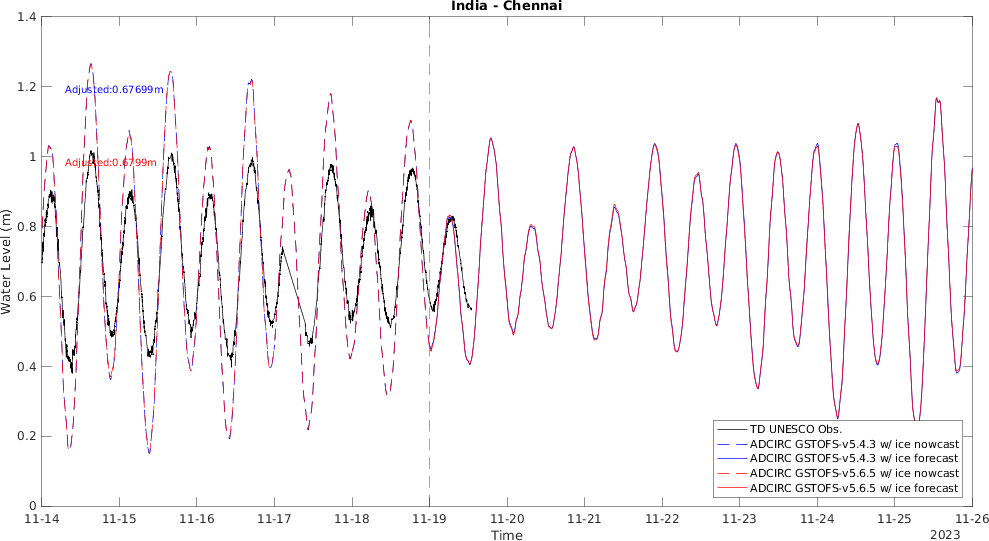 India - Chennai
1.4
1.2
1
0.8
0.6
0.4
0.2
0
Water Level (m)
Adjusted:0.67699m
Adjusted:0.6799m
TD UNESCO Obs.
ADCIRC GSTOFS-v5.4.3 w/ ice nowcast
ADCIRC GSTOFS-v5.4.3 w/ ice forecast
ADCIRC GSTOFS-v5.6.5 w/ ice nowcast
ADCIRC GSTOFS-v5.6.5 w/ ice forecast
11-14 11-15 11-16 11-17 11-18 11-19 11-20 11-21 11-22 11-23 11-24 11-25 11-26
Time
2023